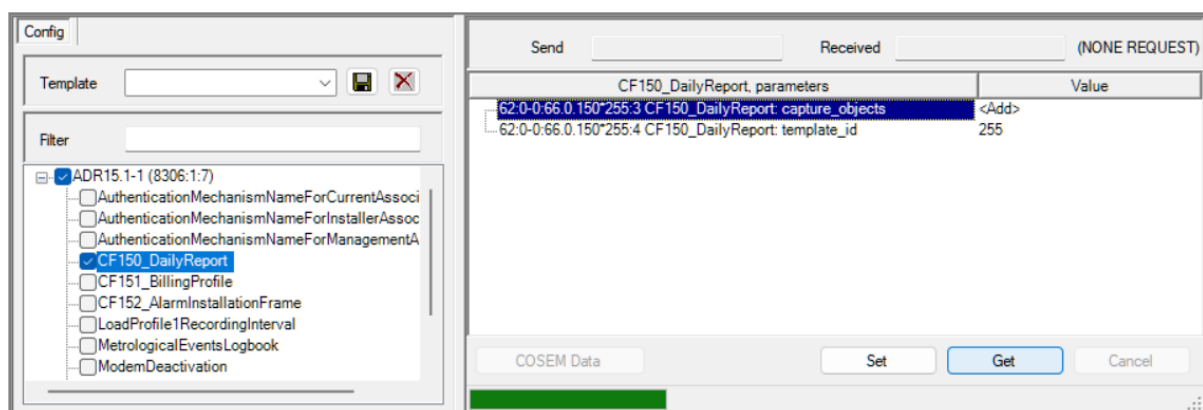 Config
Template
Filter
ADR15.1-1 (8306:1:7)
AuthenticationMechanismNameForCurrentAssoci
AuthenticationMechanismNameForInstallerAssoc
AuthenticationMechanismNameForManagementA
CF150_DailyReport
CF151_BillingProfile
CF152_AlarmInstallationFrame
LoadProfile1RecordingInterval
MetrologicalEventsLogbook
ModemDeactivation
Send Received (NONE REQUEST)
CF150_DailyReport, parameters Value
62:0-0:66.0.150*255:3 CF150_DailyReport: capture_objects <Add>
62:0-0:66.0.150*255:4 CF150_DailyReport: template_id 255
COSEM Data Set Get Cancel